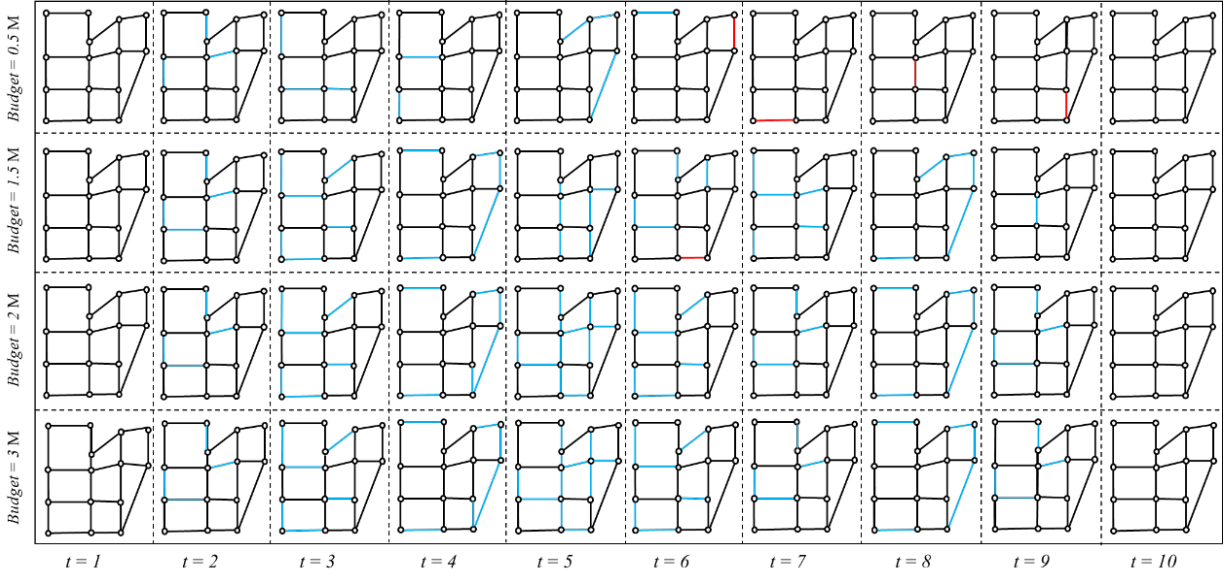 Budget = 0.5 M
Budget = 1.5 M
Budget = 2 M
Budget = 3 M
t = 1 t = 2 t = 3 t = 4 t = 5 t = 6 t = 7 t = 8 t = 9 t = 10